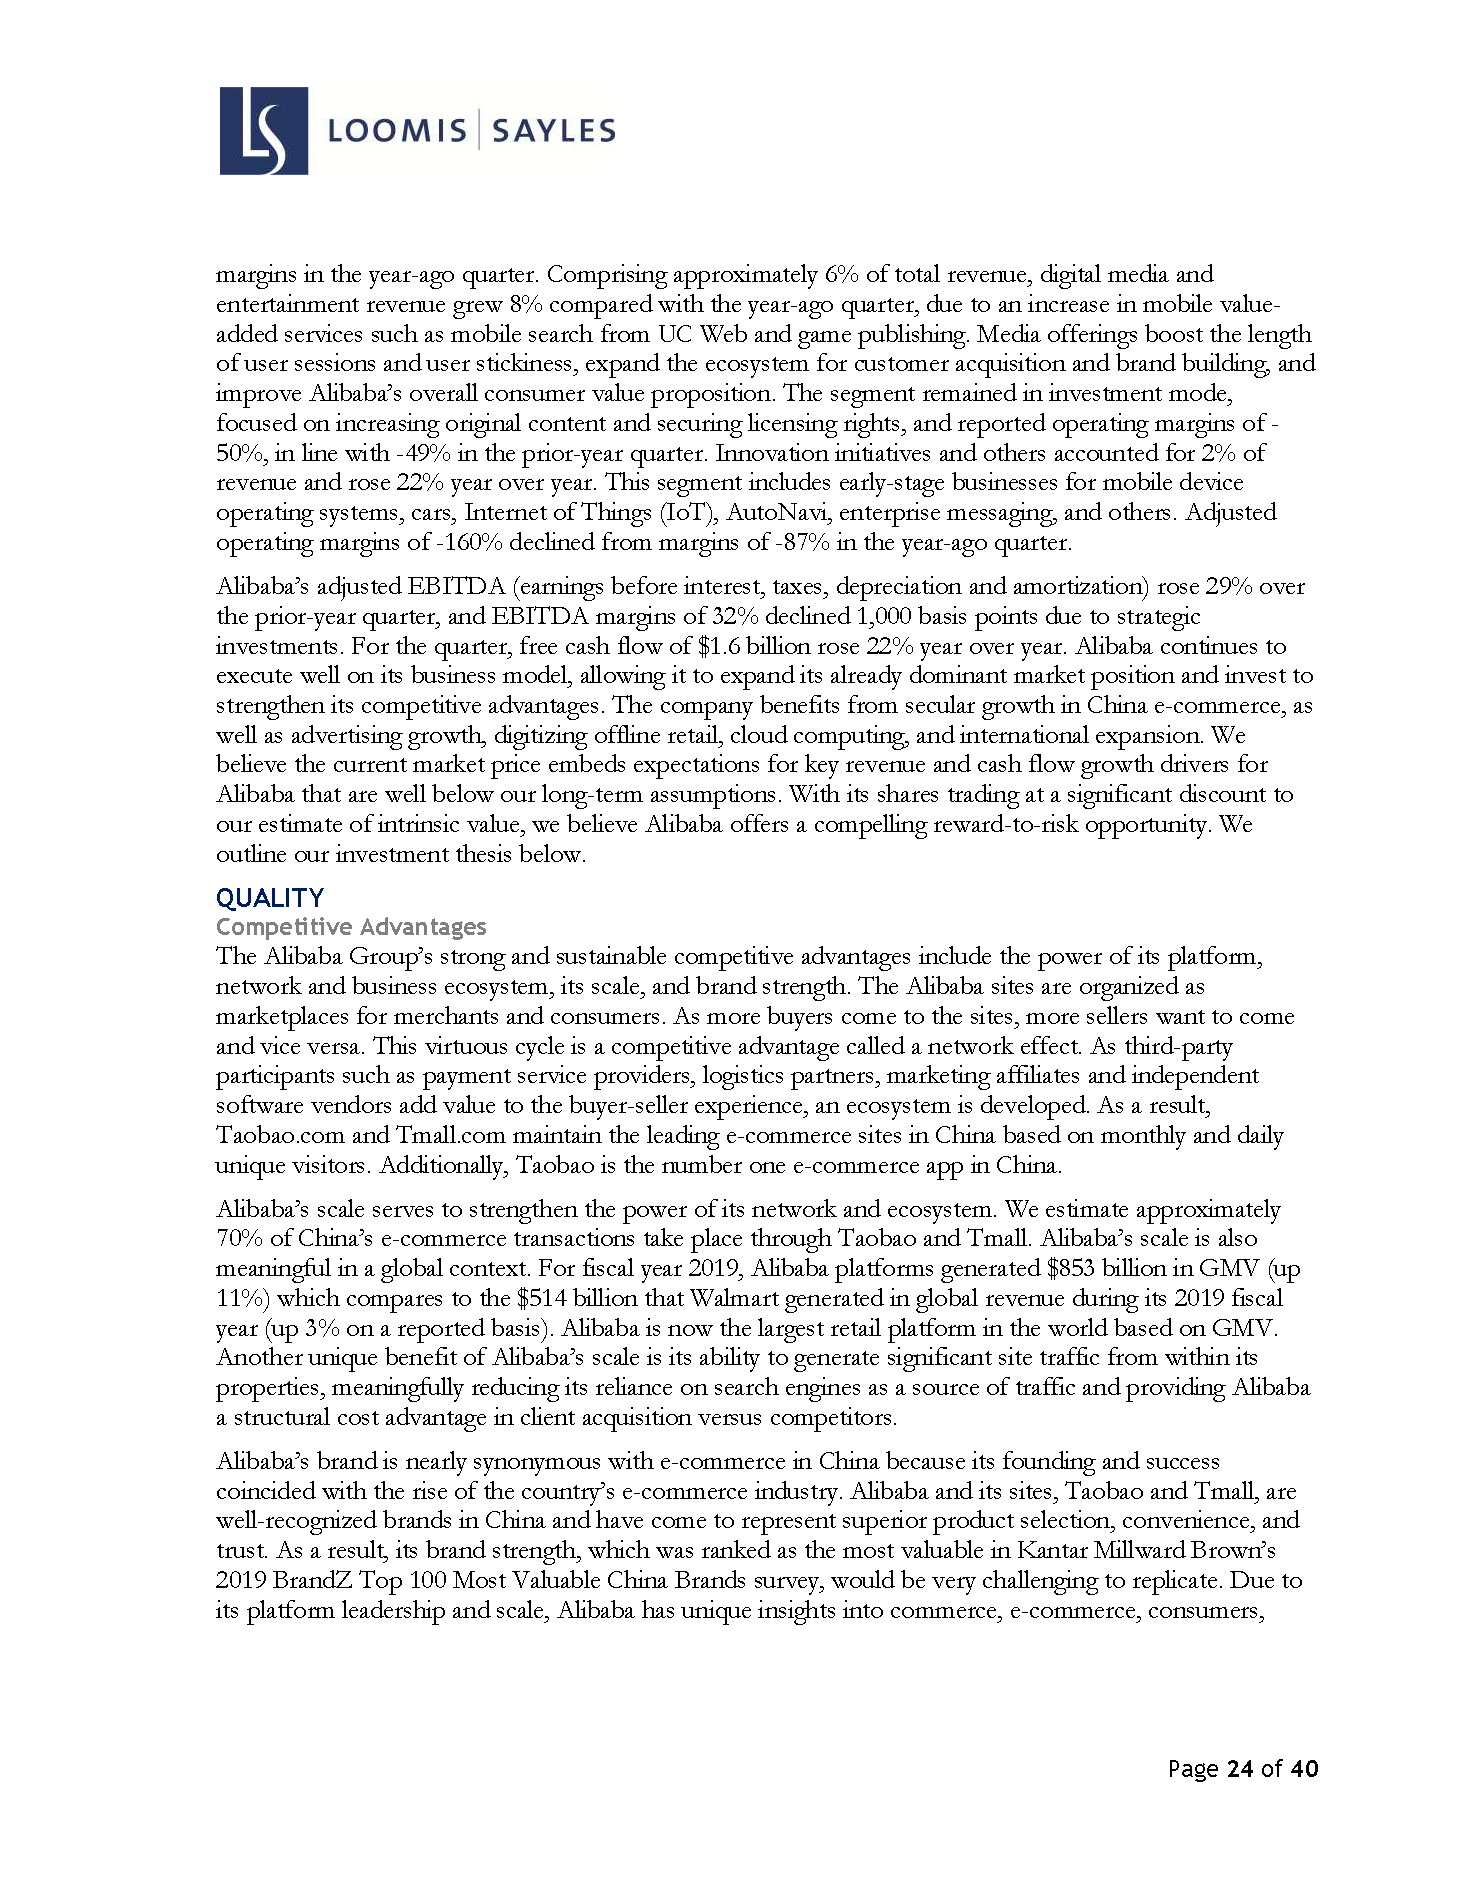 LS LOOMIS | SAYLES
margins in the year-ago quarter. Comprising approximately 6% of total revenue, digital media and
entertainment revenue grew 8% compared with the year-ago quarter, due to an increase in mobile value-
added services such as mobile search from UC Web and game publishing. Media offerings boost the length
of user sessions and user stickiness, expand the ecosystem for customer acquisition and brand building, and
improve Alibaba’s overall consumer value proposition. The segment remained in investment mode,
focused on increasing original content and securing licensing rights, and reported operating margins of -
50%, in line with -49% in the prior-year quarter. Innovation initiatives and others accounted for 2% of
revenue and rose 22% year over year. This segment includes early-stage businesses for mobile device
operating systems, cars, Internet of Things (IoT), AutoNavi, enterprise messaging, and others. Adjusted
operating margins of -160% declined from margins of -87% in the year-ago quarter.
Alibaba’s adjusted EBITDA (earnings before interest, taxes, depreciation and amortization) rose 29% over
the prior-year quarter, and EBITDA margins of 32% declined 1,000 basis points due to strategic
investments. For the quarter, free cash flow of $1.6 billion rose 22% year over year. Alibaba continues to
execute well on its business model, allowing it to expand its already dominant market position and invest to
strengthen its competitive advantages. The company benefits from secular growth in China e-commerce, as
well as advertising growth, digitizing offline retail, cloud computing, and international expansion. We
believe the current market price embeds expectations for key revenue and cash flow growth drivers for
Alibaba that are well below our long-term assumptions. With its shares trading at a significant discount to
our estimate of intrinsic value, we believe Alibaba offers a compelling reward-to-risk opportunity. We
outline our investment thesis below.
QUALITY
Competitive Advantages
The Alibaba Group’s strong and sustainable competitive advantages include the power of its platform,
network and business ecosystem, its scale, and brand strength. The Alibaba sites are organized as
marketplaces for merchants and consumers. As more buyers come to the sites, more sellers want to come
and vice versa. This virtuous cycle is a competitive advantage called a network effect. As third-party
participants such as payment service providers, logistics partners, marketing affiliates and independent
software vendors add value to the buyer-seller experience, an ecosystem is developed. As a result,
Taobao.com and Tmall.com maintain the leading e-commerce sites in China based on monthly and daily
unique visitors. Additionally, Taobao is the number one e-commerce app in China.
Alibaba’s scale serves to strengthen the power of its network and ecosystem. We estimate approximately
70% of China’s e-commerce transactions take place through Taobao and Tmall. Alibaba’s scale is also
meaningful in a global context. For fiscal year 2019, Alibaba platforms generated $853 billion in GMV (up
11%) which compares to the $514 billion that Walmart generated in global revenue during its 2019 fiscal
year (up 3% on a reported basis). Alibaba is now the largest retail platform in the world based on GMV.
Another unique benefit of Alibaba’s scale is its ability to generate significant site traffic from within its
properties, meaningfully reducing its reliance on search engines as a source of traffic and providing Alibaba
a structural cost advantage in client acquisition versus competitors.
Alibaba’s brand is nearly synonymous with e-commerce in China because its founding and success
coincided with the rise of the country’s e-commerce industry. Alibaba and its sites, Taobao and Tmall, are
well-recognized brands in China and have come to represent superior product selection, convenience, and
trust. As a result, its brand strength, which was ranked as the most valuable in Kantar Millward Brown’s
2019 BrandZ Top 100 Most Valuable China Brands survey, would be very challenging to replicate. Due to
its platform leadership and scale, Alibaba has unique insights into commerce, e-commerce, consumers,
Page 24 of 40